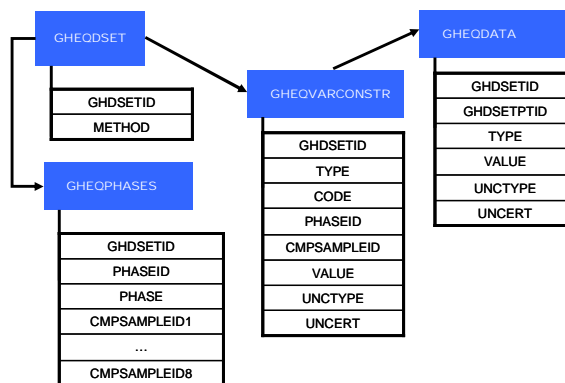 GHEQDSET
GHDSETID
METHOD
GHEQPHASES
GHDSETID
PHASEID
PHASE
CMPSAMPLEID1
...
CMPSAMPLEID8
GHEQVARCONSTR
GHDSETID
TYPE
CODE
PHASEID
CMPSAMPLEID
VALUE
UNCTYPE
UNCERT
GHEQDATA
GHDSETID
GHDSETPTID
TYPE
VALUE
UNCTYPE
UNCERT